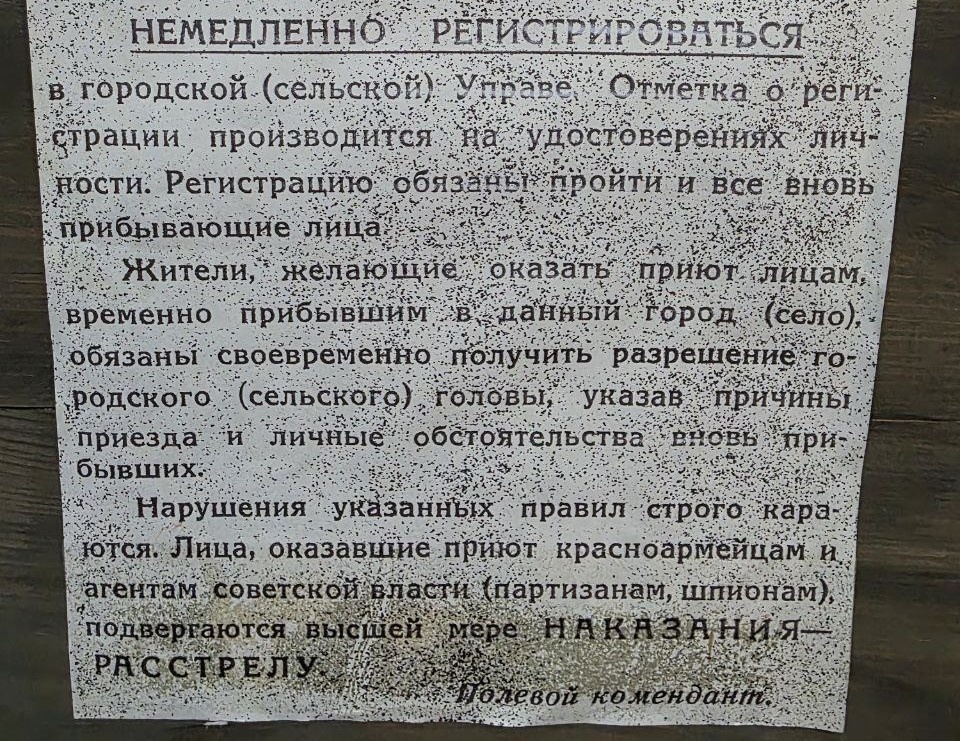 НЕМЕДЛЕННО РЕГИСТРИРОВАТЬСЯ
в городской (сельской) Управе. Отметка о реги-
страции производится на удостоверениях лич-
ности. Регистрацию обязаны пройти и все вновь
прибывающие лица.
Жители, желающие оказать приют лицам,
временно прибывшим в данный город (село),
обязаны своевременно получить разрешение го-
родского (сельского) головы, указав причины
приезда и личные обстоятельства вновь при-
бывших.
Нарушения указанных правил строго кара-
ются. Лица, оказавшие приют красноармейцам и
агентам советской власти (партизанам, шпионам),
подвергаются высшей мере НАКАЗАНИЯ—
РАССТРЕЛУ.
Полевой комендант.